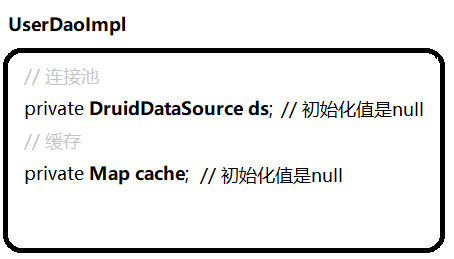 UserDaoImpl
// 连接池
private DruidDataSource ds; // 初始化值是null
// 缓存
private Map cache; // 初始化值是null